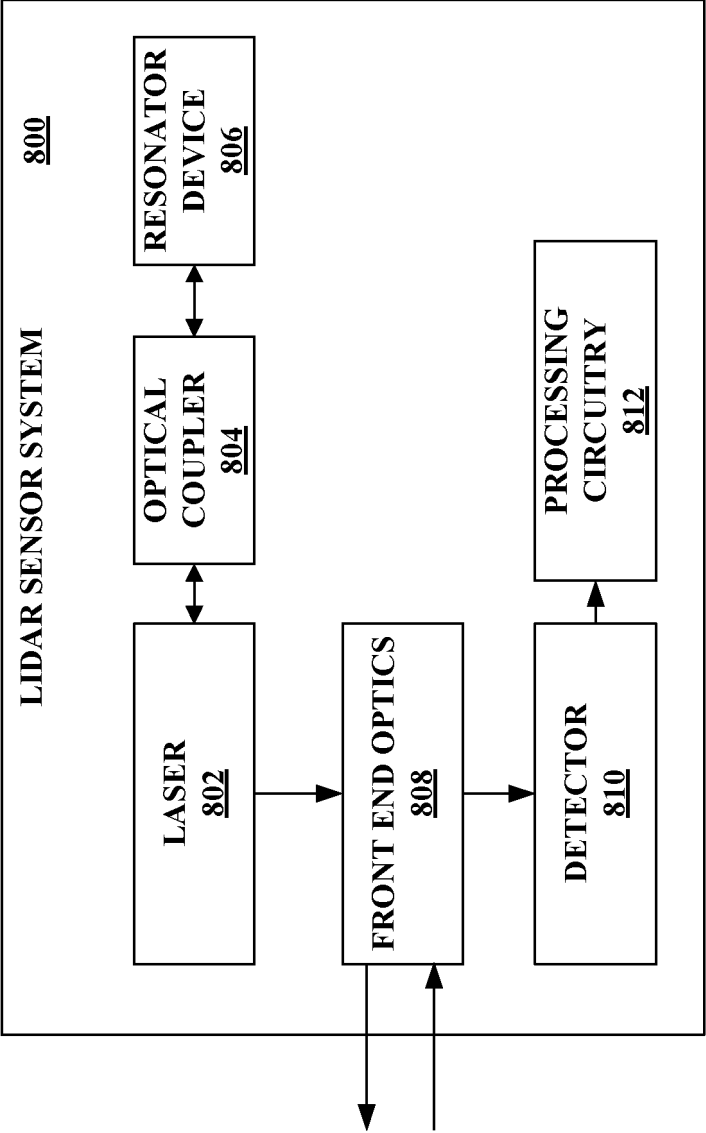 LIDAR SENSOR SYSTEM
800
LASER
802
OPTICAL
COUPLER
804
RESONATOR
DEVICE
806
FRONT END OPTICS
808
DETECTOR
810
PROCESSING
CIRCUITRY
812